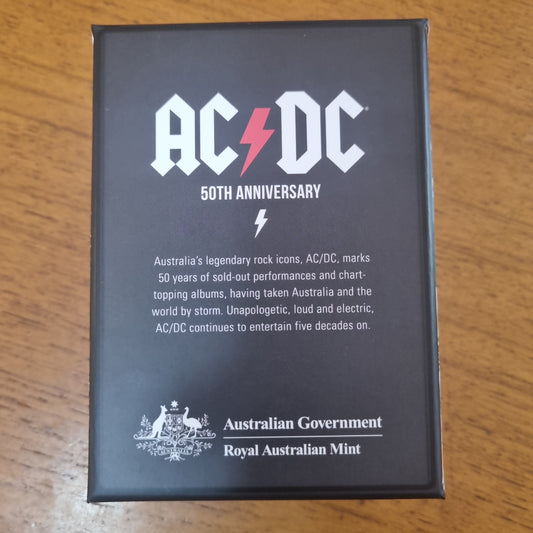 AC⚡DC®
50TH ANNIVERSARY
Australia's legendary rock icons, AC/DC, marks
50 years of sold-out performances and chart-
topping albums, having taken Australia and the
world by storm. Unapologetic, loud and electric,
AC/DC continues to entertain five decades on.
Australian Government
Royal Australian Mint